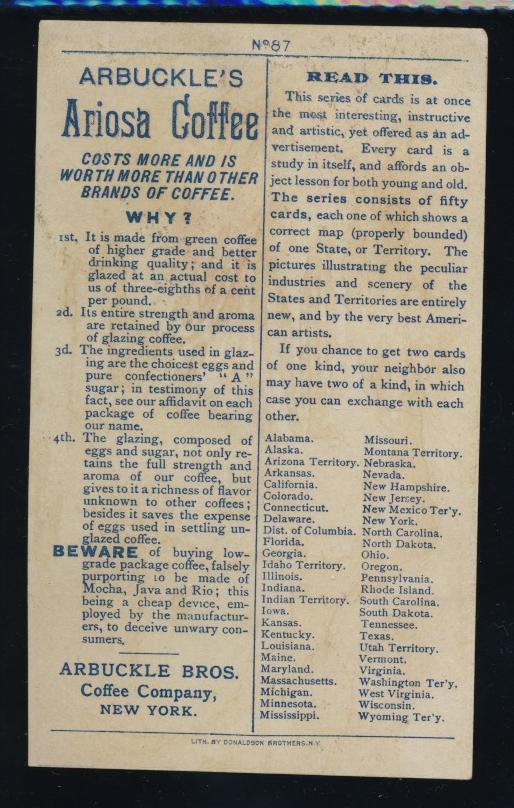 Nº 87
ARBUCKLE'S
Ariosa Coffee
COSTS MORE AND IS
WORTH MORE THAN OTHER
BRANDS OF COFFEE.
WHY?
1st, It is made from green coffee
of higher grade and better
drinking quality; and it is
glazed at an actual cost to
us of three-eighths of a cent
per pound.
2d. Its entire strength and aroma
are retained by our process
of glazing coffee.
3d. The ingredients used in glaz-
ing are the choicest eggs and
pure confectioners' "A"
sugar; in testimony of this
fact, see our affidavit on each
package of coffee bearing
our name.
4th. The glazing, composed of
eggs and sugar, not only re-
tains the full strength and
aroma of our coffee, but
gives to it a richness of flavor
unknown to other coffees;
besides it saves the expense
of eggs used in settling un-
glazed coffee.
BEWARE of buying low-
grade package coffee, falsely
purporting to be made of
Mocha, Java and Rio; this
being a cheap device, em-
ployed by the manufactur-
ers, to deceive unwary con-
sumers.
ARBUCKLE BROS.
Coffee Company,
NEW YORK.
READ THIS.
This series of cards is at once
the most interesting, instructive
and artistic, yet offered as an ad-
vertisement. Every card is a
study in itself, and affords an ob-
ject lesson for both young and old.
The series consists of fifty
cards, each one of which shows a
correct map (properly bounded)
of one State, or Territory. The
pictures illustrating the peculiar
industries and scenery of the
States and Territories are entirely
new, and by the very best Ameri-
can artists.
If you chance to get two cards
of one kind, your neighbor also
may have two of a kind, in which
case you can exchange with each
other.
Alabama.
Alaska.
Arizona Territory.
Arkansas.
California.
Colorado.
Connecticut.
Delaware.
Dist. of Columbia.
Florida.
Georgia.
Idaho Territory.
Illinois.
Indiana.
Indian Territory.
Iowa.
Kansas.
Kentucky.
Louisiana.
Maine.
Maryland.
Massachusetts.
Michigan.
Minnesota.
Mississippi.
Missouri.
Montana Territory.
Nebraska.
Nevada.
New Hampshire.
New Jersey.
New Mexico Ter'y.
New York.
North Carolina.
North Dakota.
Ohio.
Oregon.
Pennsylvania.
Rhode Island.
South Carolina.
South Dakota.
Tennessee.
Texas.
Utah Territory.
Vermont.
Virginia.
Washington Ter'y.
West Virginia.
Wisconsin.
Wyoming Ter'y.
LITH. BY DONALDSON BROTHERS, N.Y.